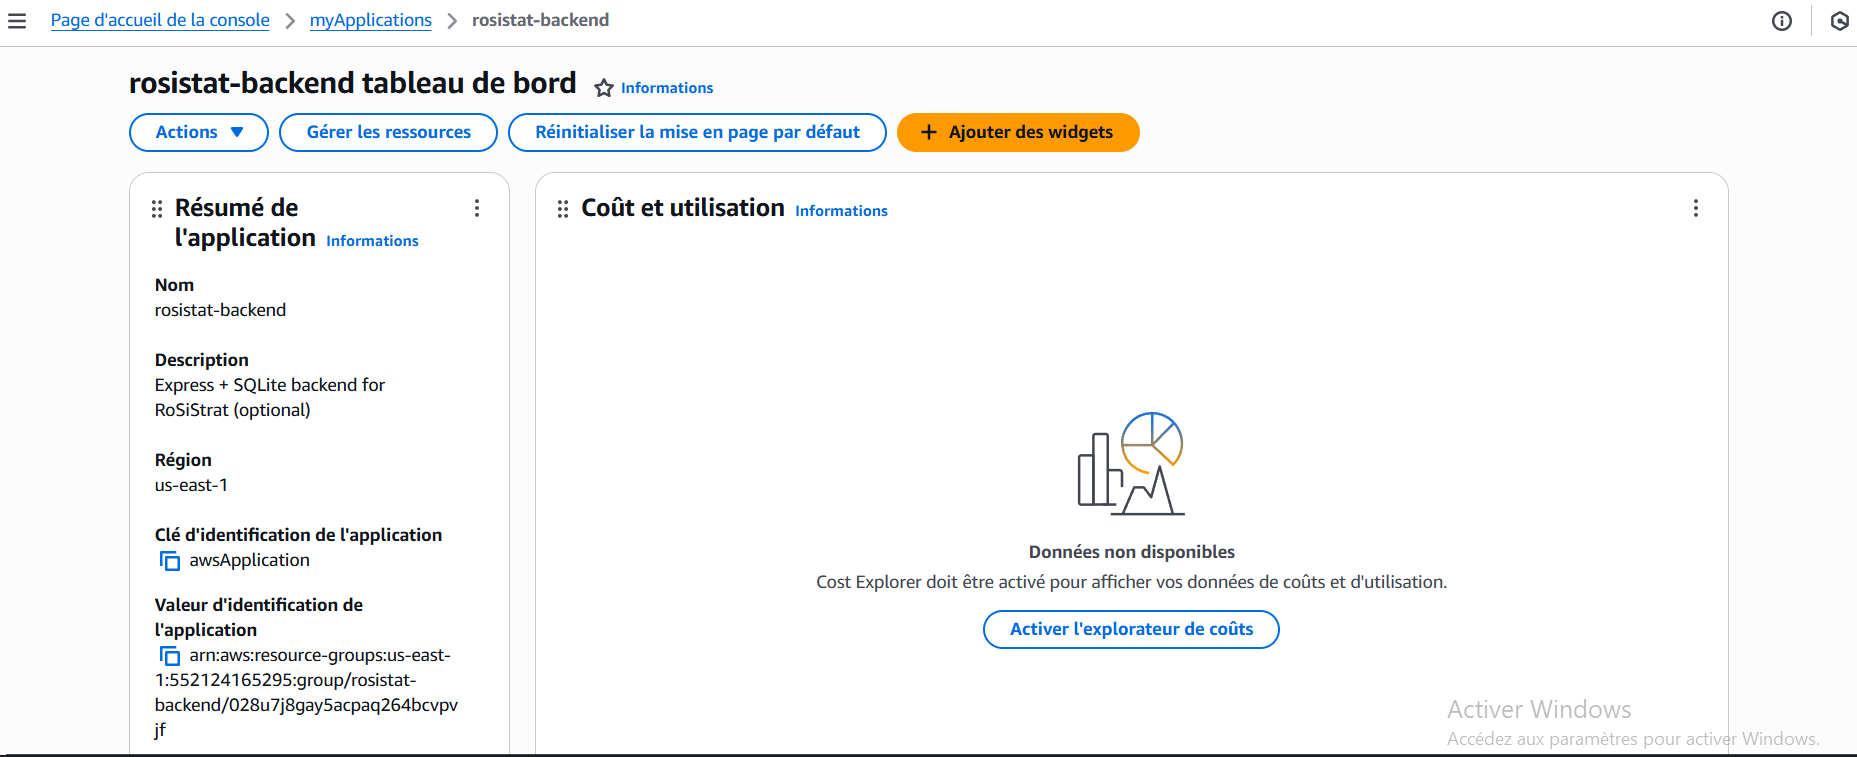 Page d'accueil de la console > myApplications > rosistat-backend
rosistat-backend tableau de bord Informations
Actions Gérer les ressources Réinitialiser la mise en page par défaut + Ajouter des widgets
Résumé de
l'application Informations
Nom
rosistat-backend
Description
Express + SQLite backend for
RoSiStrat (optional)
Région
us-east-1
Clé d'identification de l'application
awsApplication
Valeur d'identification de
l'application
arn:aws:resource-groups:us-east-
1:552124165295:group/rosistat-
backend/028u7j8gay5acpaq264bcvpv
jf
Coût et utilisation Informations
Données non disponibles
Cost Explorer doit être activé pour afficher vos données de coûts et d'utilisation.
Activer l'explorateur de coûts
Activer Windows
Accédez aux paramètres pour activer Windows.